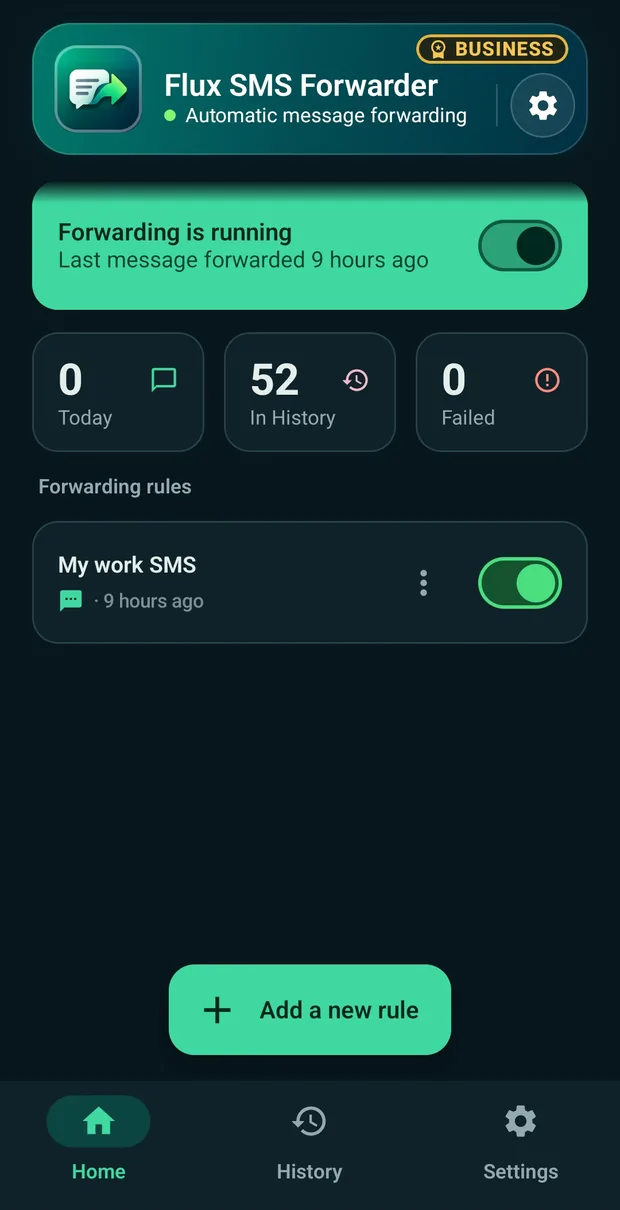 BUSINESS
Flux SMS Forwarder
Automatic message forwarding
Forwarding is running
Last message forwarded 9 hours ago
0
Today
52
In History
0
Failed
Forwarding rules
My work SMS
· 9 hours ago
Add a new rule
Home
History
Settings